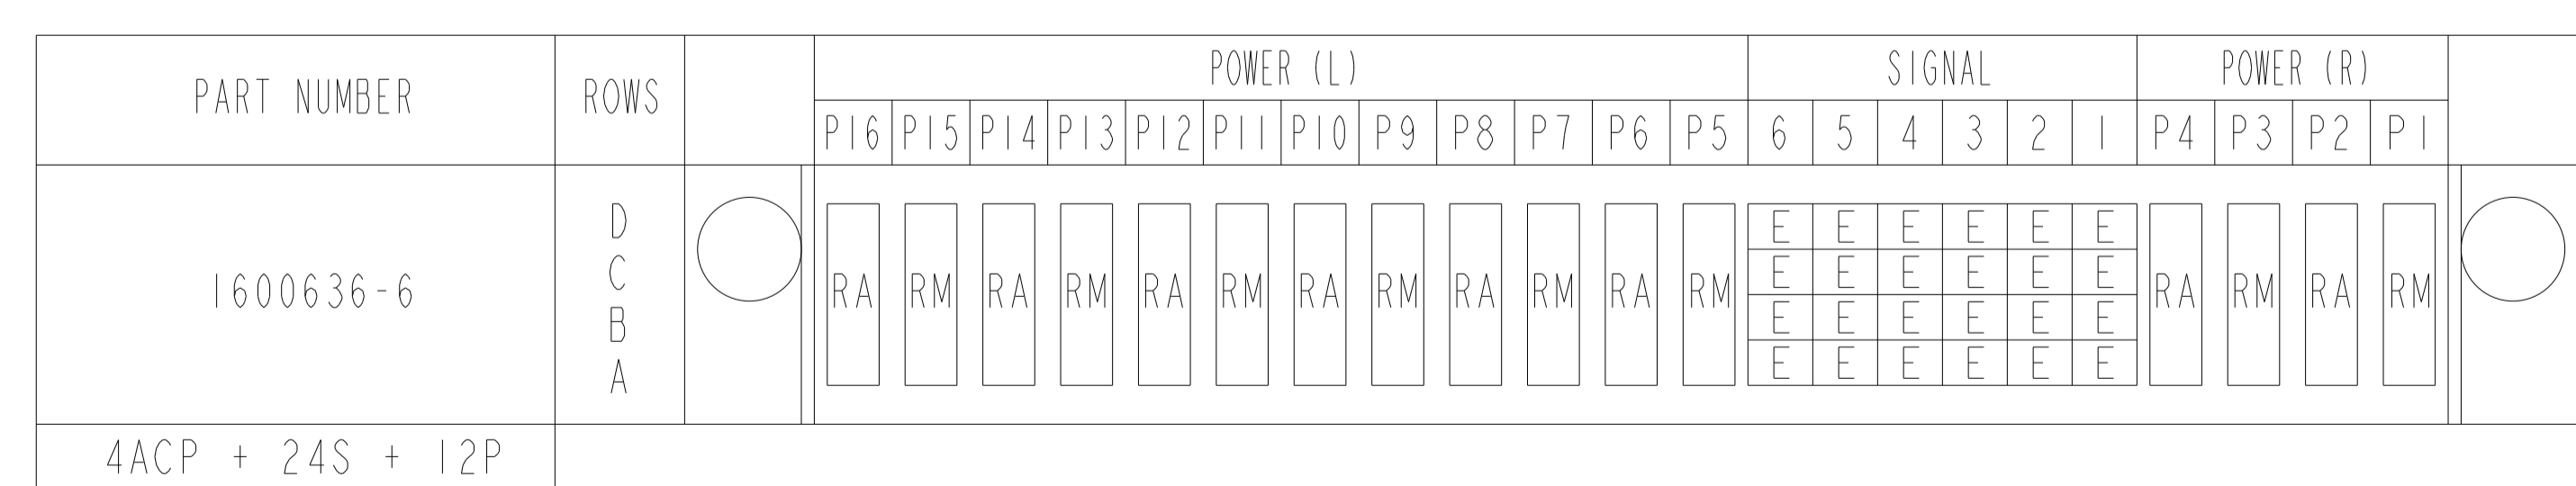 PART NUMBER ROWS POWER (L) SIGNAL POWER (R)
P16 P15 P14 P13 P12 P11 P10 P9 P8 P7 P6 P5 6 5 4 3 2 1 P4 P3 P2 P1
D E E E E E E
C E E E E E E
1600636-6 RA RM RA RM RA RM RA RM RA RM RA RM RA RM RA RM
B E E E E E E
A E E E E E E
4ACP + 24S + 12P